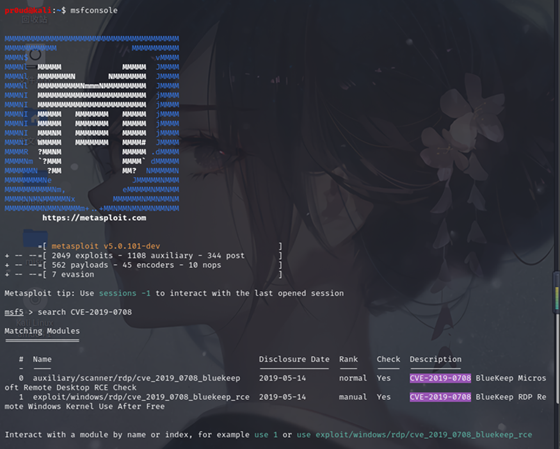 msfconsole
https://metasploit.com
=[ metasploit v5.0.101-dev ]
+ -- --=[ 2049 exploits - 1108 auxiliary - 344 post ]
+ -- --=[ 562 payloads - 45 encoders - 10 nops ]
+ -- --=[ 7 evasion ]
Metasploit tip: Use sessions -1 to interact with the last opened session
msf5 > search CVE-2019-0708
Matching Modules
================
# Name Disclosure Date Rank Check Description
- ---- --------------- ---- ----- -----------
0 auxiliary/scanner/rdp/cve_2019_0708_bluekeep 2019-05-14 normal Yes CVE-2019-0708 BlueKeep Micros
oft Remote Desktop RCE Check
1 exploit/windows/rdp/cve_2019_0708_bluekeep_rce 2019-05-14 manual Yes CVE-2019-0708 BlueKeep RDP Re
mote Windows Kernel Use After Free
Interact with a module by name or index, for example use 1 or use exploit/windows/rdp/cve_2019_0708_bluekeep_rce